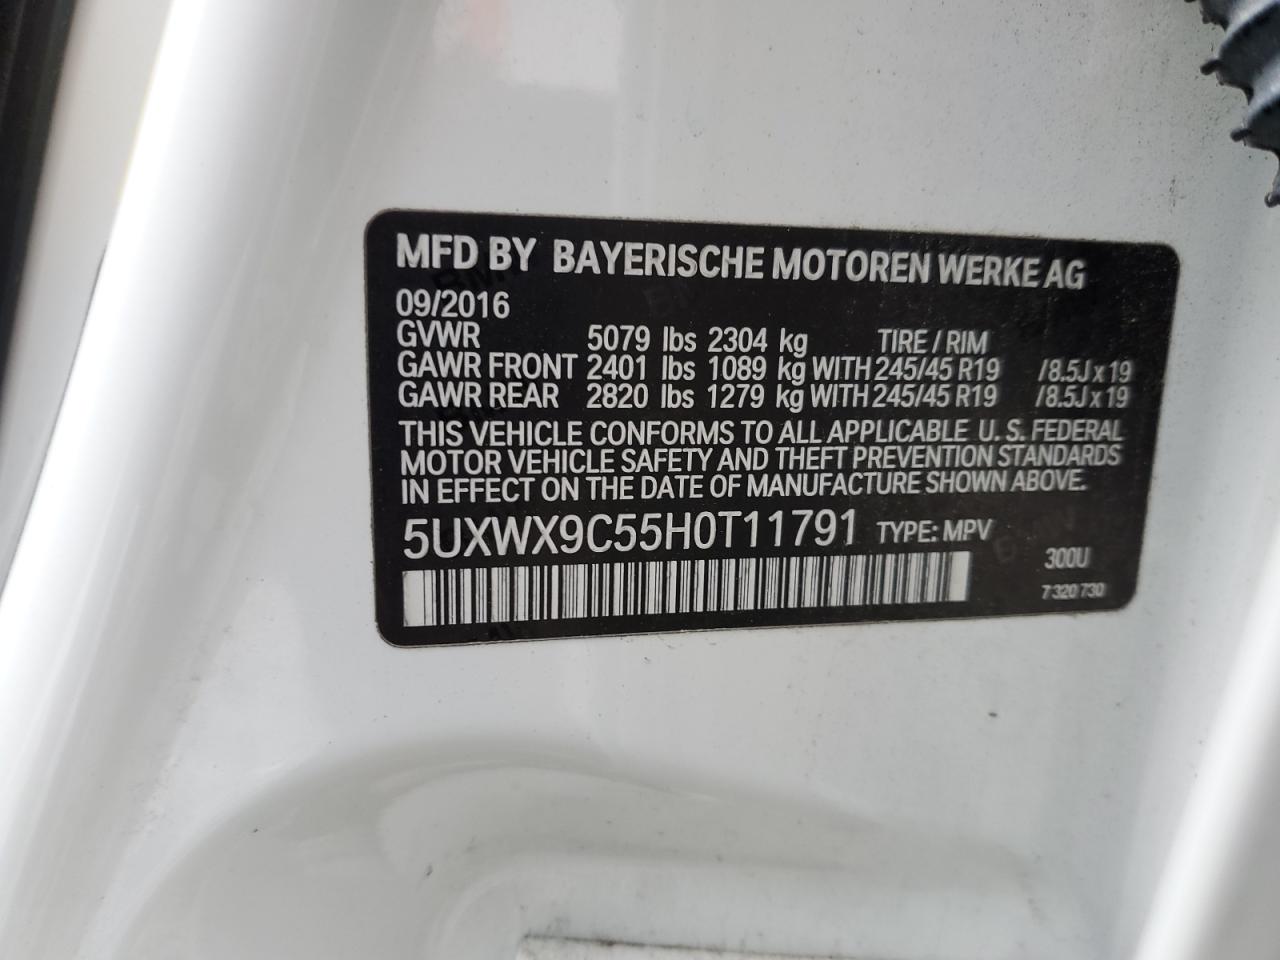 MFD BY BAYERISCHE MOTOREN WERKE AG
09/2016
GVWR 5079 lbs 2304 kg TIRE / RIM
GAWR FRONT 2401 lbs 1089 kg WITH 245/45 R19 /8.5J x 19
GAWR REAR 2820 lbs 1279 kg WITH 245/45 R19 /8.5J x 19
THIS VEHICLE CONFORMS TO ALL APPLICABLE U.S. FEDERAL
MOTOR VEHICLE SAFETY AND THEFT PREVENTION STANDARDS
IN EFFECT ON THE DATE OF MANUFACTURE SHOWN ABOVE.
5UXWX9C55H0T11791 TYPE: MPV
300U
7 320 730